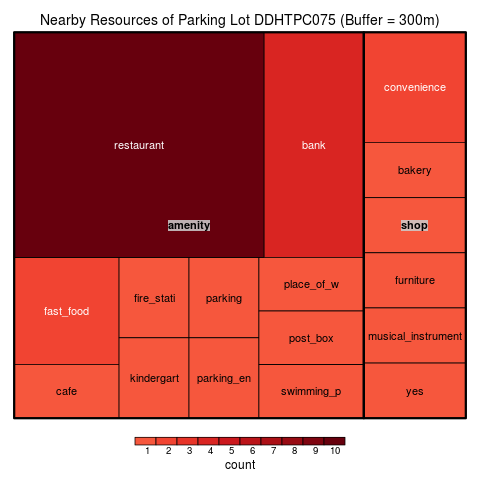 Nearby Resources of Parking Lot DDHTPC075 (Buffer = 300m)
restaurant
bank
convenience
bakery
amenity
shop
fast_food
fire_stati
parking
place_of_w
furniture
post_box
musical_instrument
cafe
kindergart
parking_en
swimming_p
yes
1 2 3 4 5 6 7 8 9 10
count